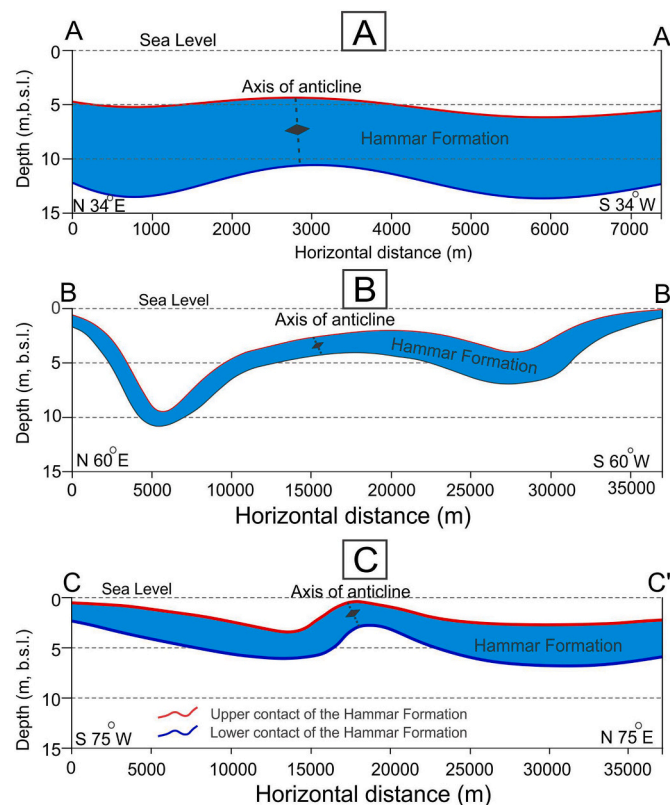 A
A
A
Sea Level
Depth (m,b.s.l.)
0
5
10
15
Axis of anticline
Hammar Formation
N 34°E
S 34°W
0 1000 2000 3000 4000 5000 6000 7000
Horizontal distance (m)
B
B
B
Sea Level
Depth (m, b.s.l.)
0
5
10
15
Axis of anticline
Hammar Formation
N 60°E
S 60°W
0 5000 10000 15000 20000 25000 30000 35000
Horizontal distance (m)
C
C
C'
Sea Level
Depth (m, b.s.l.)
0
5
10
15
Axis of anticline
Hammar Formation
Upper contact of the Hammar Formation
Lower contact of the Hammar Formation
S 75°W
N 75°E
0 5000 10000 15000 20000 25000 30000 35000
Horizontal distance (m)